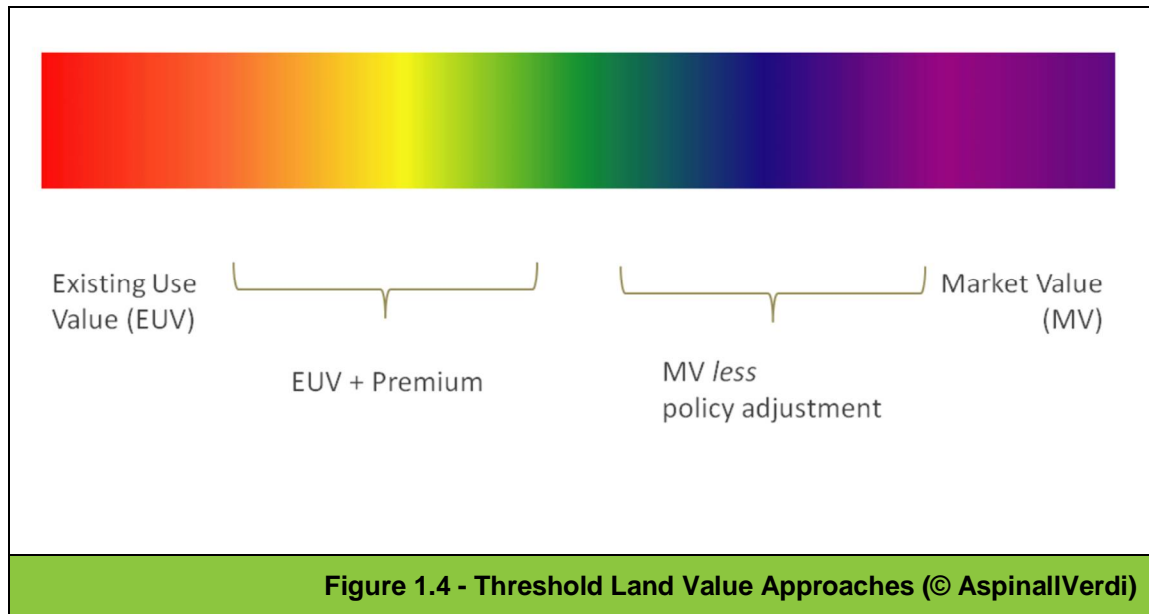 Existing Use
Value (EUV)
Market Value
(MV)
EUV + Premium
MV less
policy adjustment
Figure 1.4 - Threshold Land Value Approaches (© AspinallVerdi)